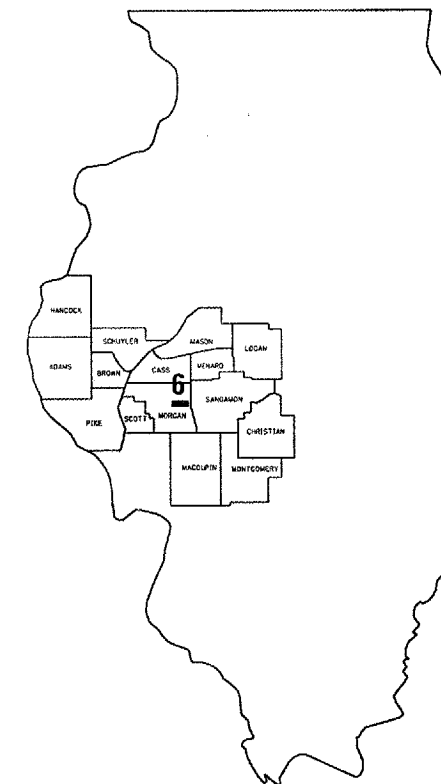 HANCOCK
SCHUYLER
MASON
LOGAN
ADAMS
BROWN
CASS
MENARD
6
SANGAMON
PIKE
SCOTT
MORGAN
CHRISTIAN
MACOUPIN
MONTGOMERY